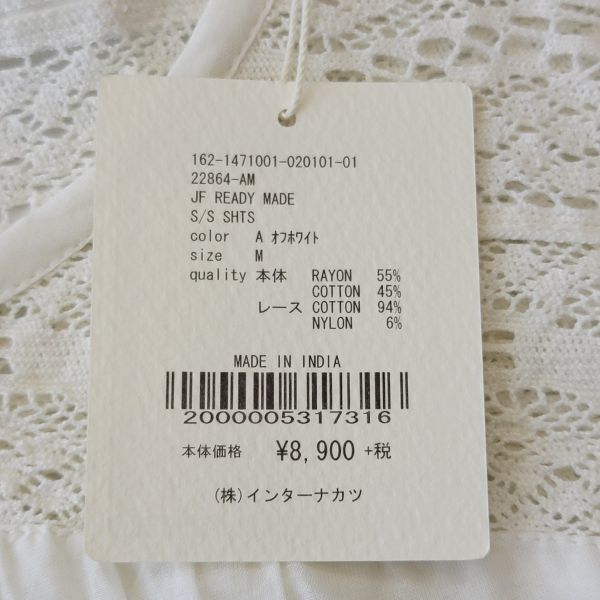 162-1471001-020101-01
22864-AM
JF READY MADE
S/S SHTS
color A ｵﾌﾎﾜｲﾄ
size M
quality 本体 RAYON 55%
COTTON 45%
レース COTTON 94%
NYLON 6%
MADE IN INDIA
2000005317316
本体価格 ¥8,900 +税
(株)インターナカツ